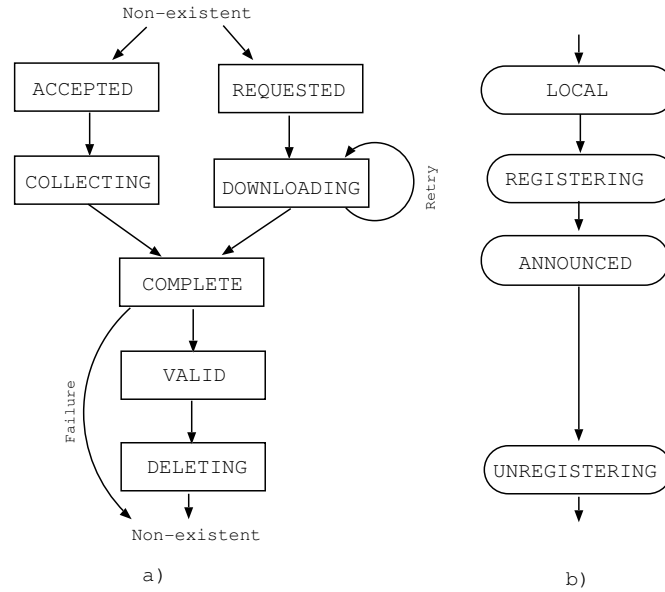 Non-existent
ACCEPTED
REQUESTED
COLLECTING
DOWNLOADING
Retry
COMPLETE
Failure
VALID
DELETING
Non-existent
a)
LOCAL
REGISTERING
ANNOUNCED
UNREGISTERING
b)